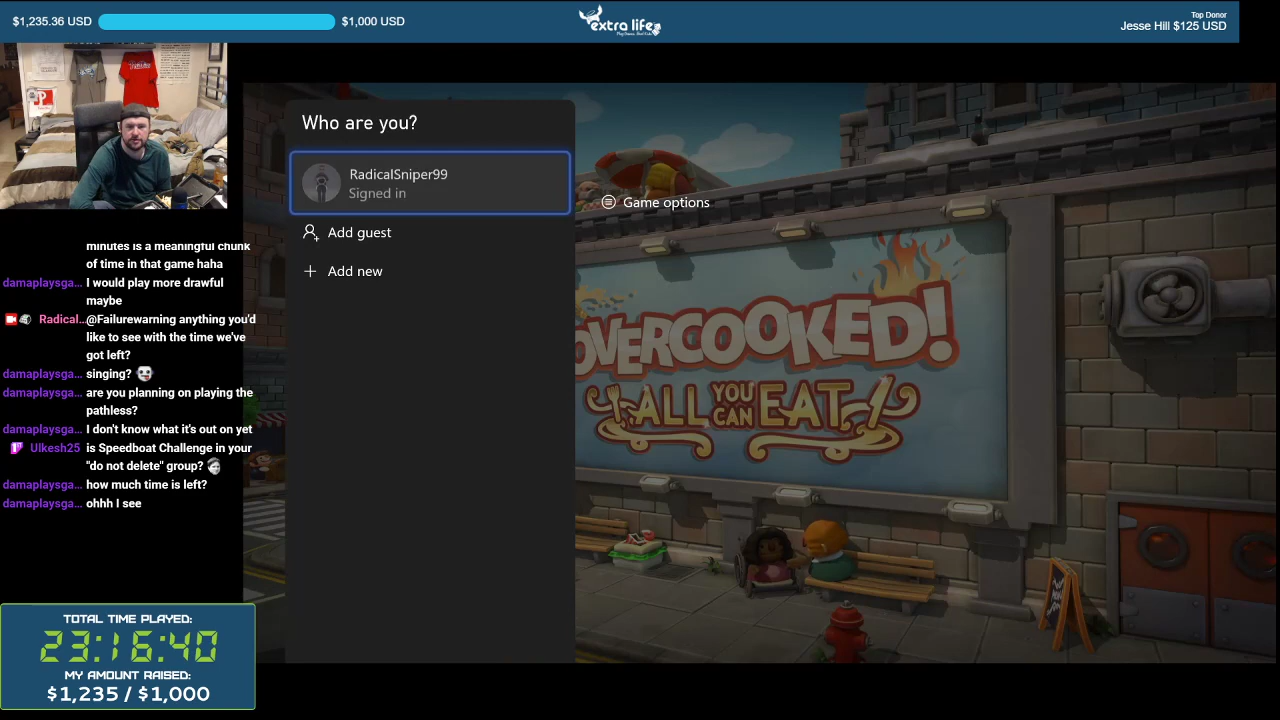 $1,235.36 USD
$1,000 USD
extra life
Play Games. Heal Kids.
Top Donor
Jesse Hill $125 USD
Who are you?
RadicalSniper99
Signed in
Add guest
Add new
Game options
OVERCOOKED!
ALL YOU CAN EAT
minutes is a meaningful chunk
of time in that game haha
damaplaysga... I would play more drawful
maybe
Radical... @Failurewarning anything you'd
like to see with the time we've
got left?
damaplaysga... singing?
damaplaysga... are you planning on playing the
pathless?
damaplaysga... I don't know what it's out on yet
Ulkesh25 is Speedboat Challenge in your
"do not delete" group?
damaplaysga... how much time is left?
damaplaysga... ohhh I see
TOTAL TIME PLAYED:
23:16:40
MY AMOUNT RAISED:
$1,235 / $1,000